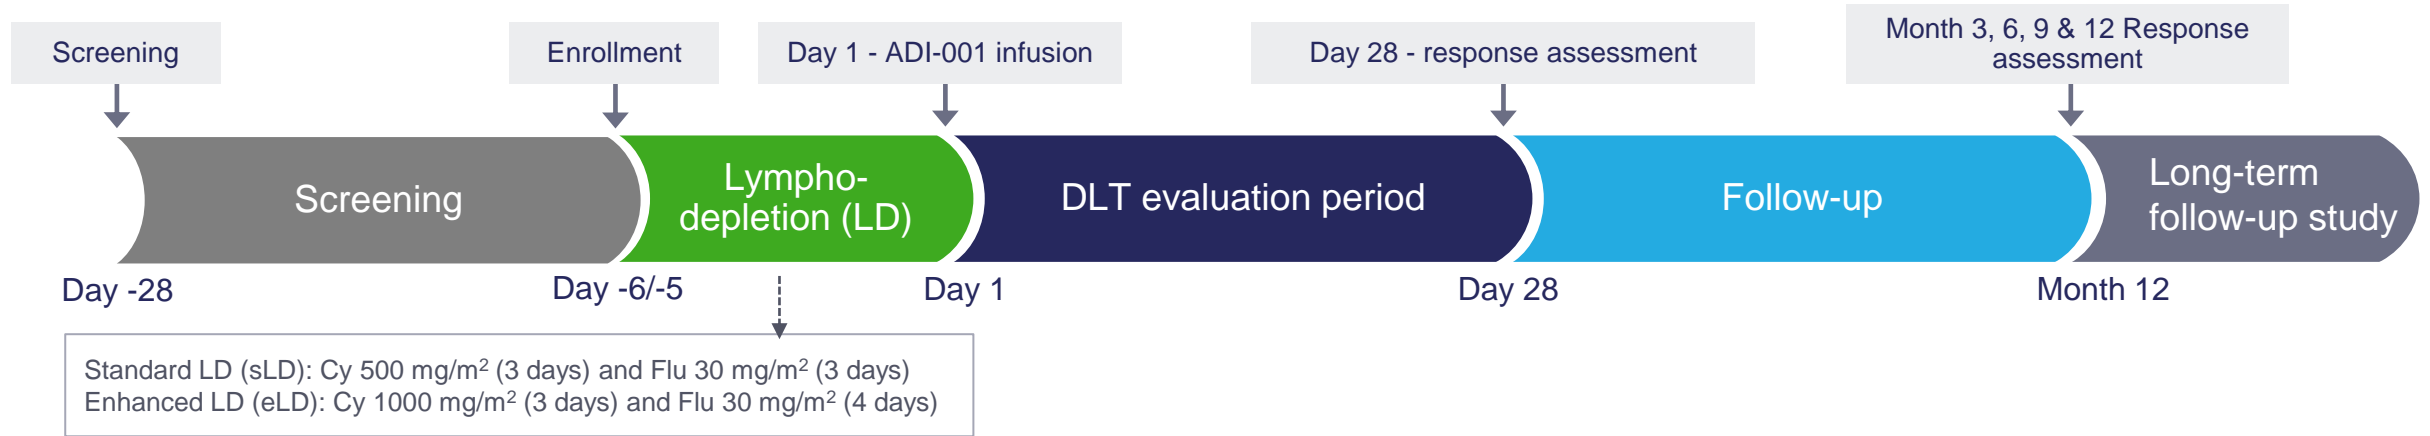 Screening
Enrollment
Day 1 - ADI-001 infusion
Day 28 - response assessment
Month 3, 6, 9 & 12 Response
assessment
Screening
Lympho-
depletion (LD)
DLT evaluation period
Follow-up
Long-term
follow-up study
Day -28
Day -6/-5
Day 1
Day 28
Month 12
Standard LD (sLD): Cy 500 mg/m² (3 days) and Flu 30 mg/m² (3 days)
Enhanced LD (eLD): Cy 1000 mg/m² (3 days) and Flu 30 mg/m² (4 days)